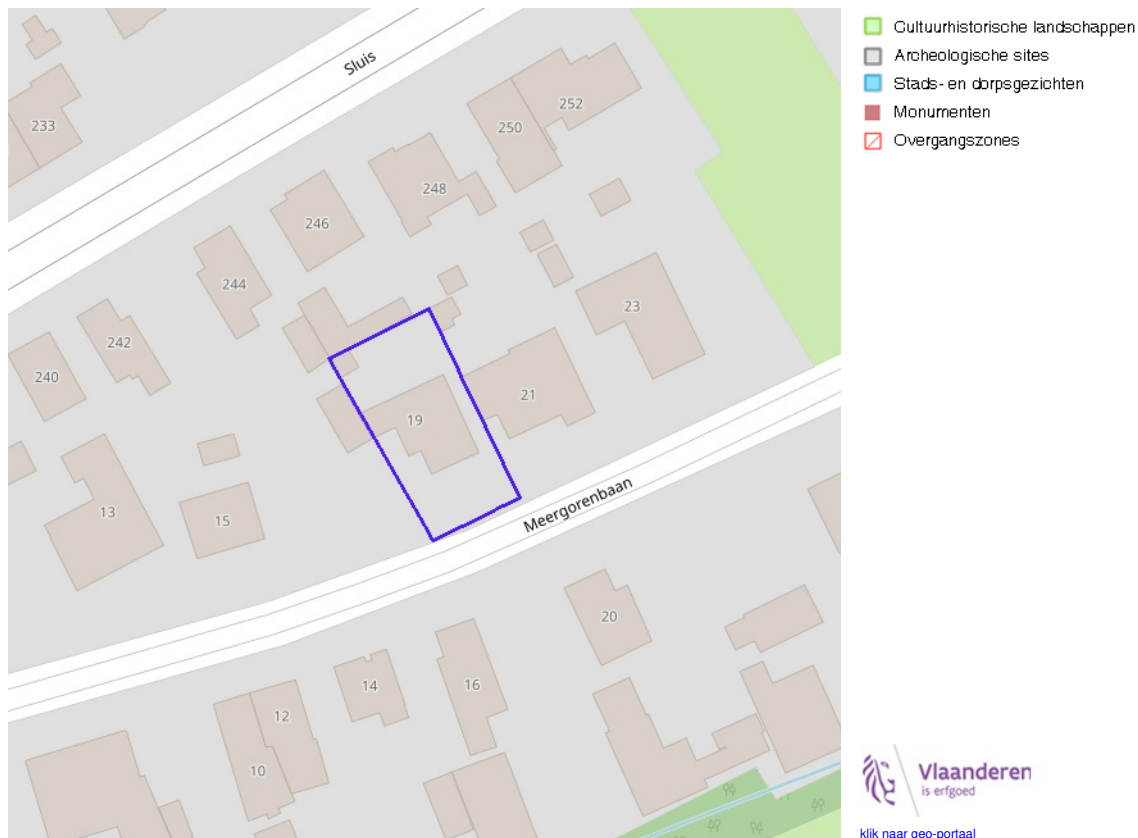 Sluis
233
252
250
248
246
244
242
240
23
21
19
13
15
Meergorenbaan
20
14
16
12
10
Cultuurhistorische landschappen
Archeologische sites
Stads- en dorpsgezichten
Monumenten
Overgangszones
Vlaanderen
is erfgoed
klik naar geo-portaal